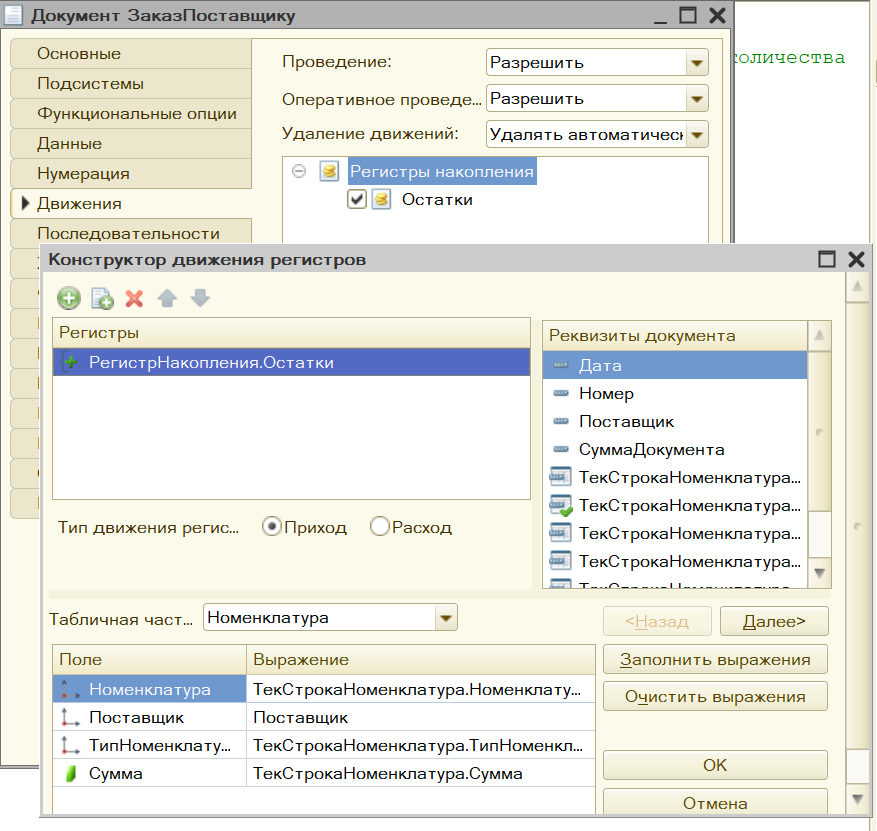 Документ ЗаказПоставщику
Основные
Подсистемы
Функциональные опции
Данные
Нумерация
Движения
Последовательности
Проведение:
Разрешить
Оперативное проведе...
Разрешить
Удаление движений:
Удалять автоматическ
Регистры накопления
Остатки
количества
Конструктор движения регистров
Регистры
РегистрНакопления.Остатки
Реквизиты документа
Дата
Номер
Поставщик
СуммаДокумента
ТекСтрокаНоменклатура...
ТекСтрокаНоменклатура...
ТекСтрокаНоменклатура...
ТекСтрокаНоменклатура...
ТекСтрокаНоменклатура...
Тип движения регис...
Приход
Расход
Табличная част...
Номенклатура
<Назад
Далее>
Поле
Выражение
Номенклатура
ТекСтрокаНоменклатура.Номенклату...
Поставщик
Поставщик
ТипНоменклату...
ТекСтрокаНоменклатура.ТипНоменкл...
Сумма
ТекСтрокаНоменклатура.Сумма
Заполнить выражения
Очистить выражения
OK
Отмена